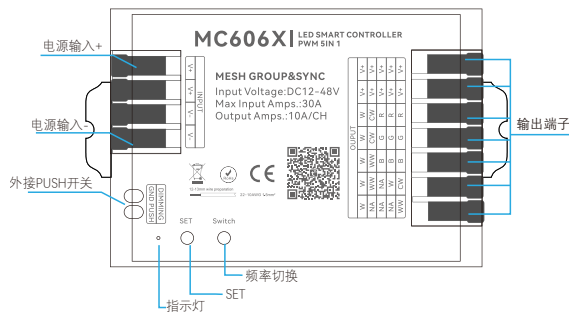 MC606X
LED SMART CONTROLLER
PWM 5IN 1
电源输入+
V+
V+
V-
V-
INPUT
MESH GROUP&SYNC
Input Voltage:DC12-48V
Max Input Amps.:30A
Output Amps.:10A/CH
电源输入-
OUPUT
V+ V+ V+ V+ V+
W CW R R R
W CW G G G
W WW B B B
W WW NA W CW
W NA NA NA WW
输出端子
外接PUSH开关
DIMMING
GND PUSH
RoHS
CE
SET
Switch
频率切换
SET
指示灯